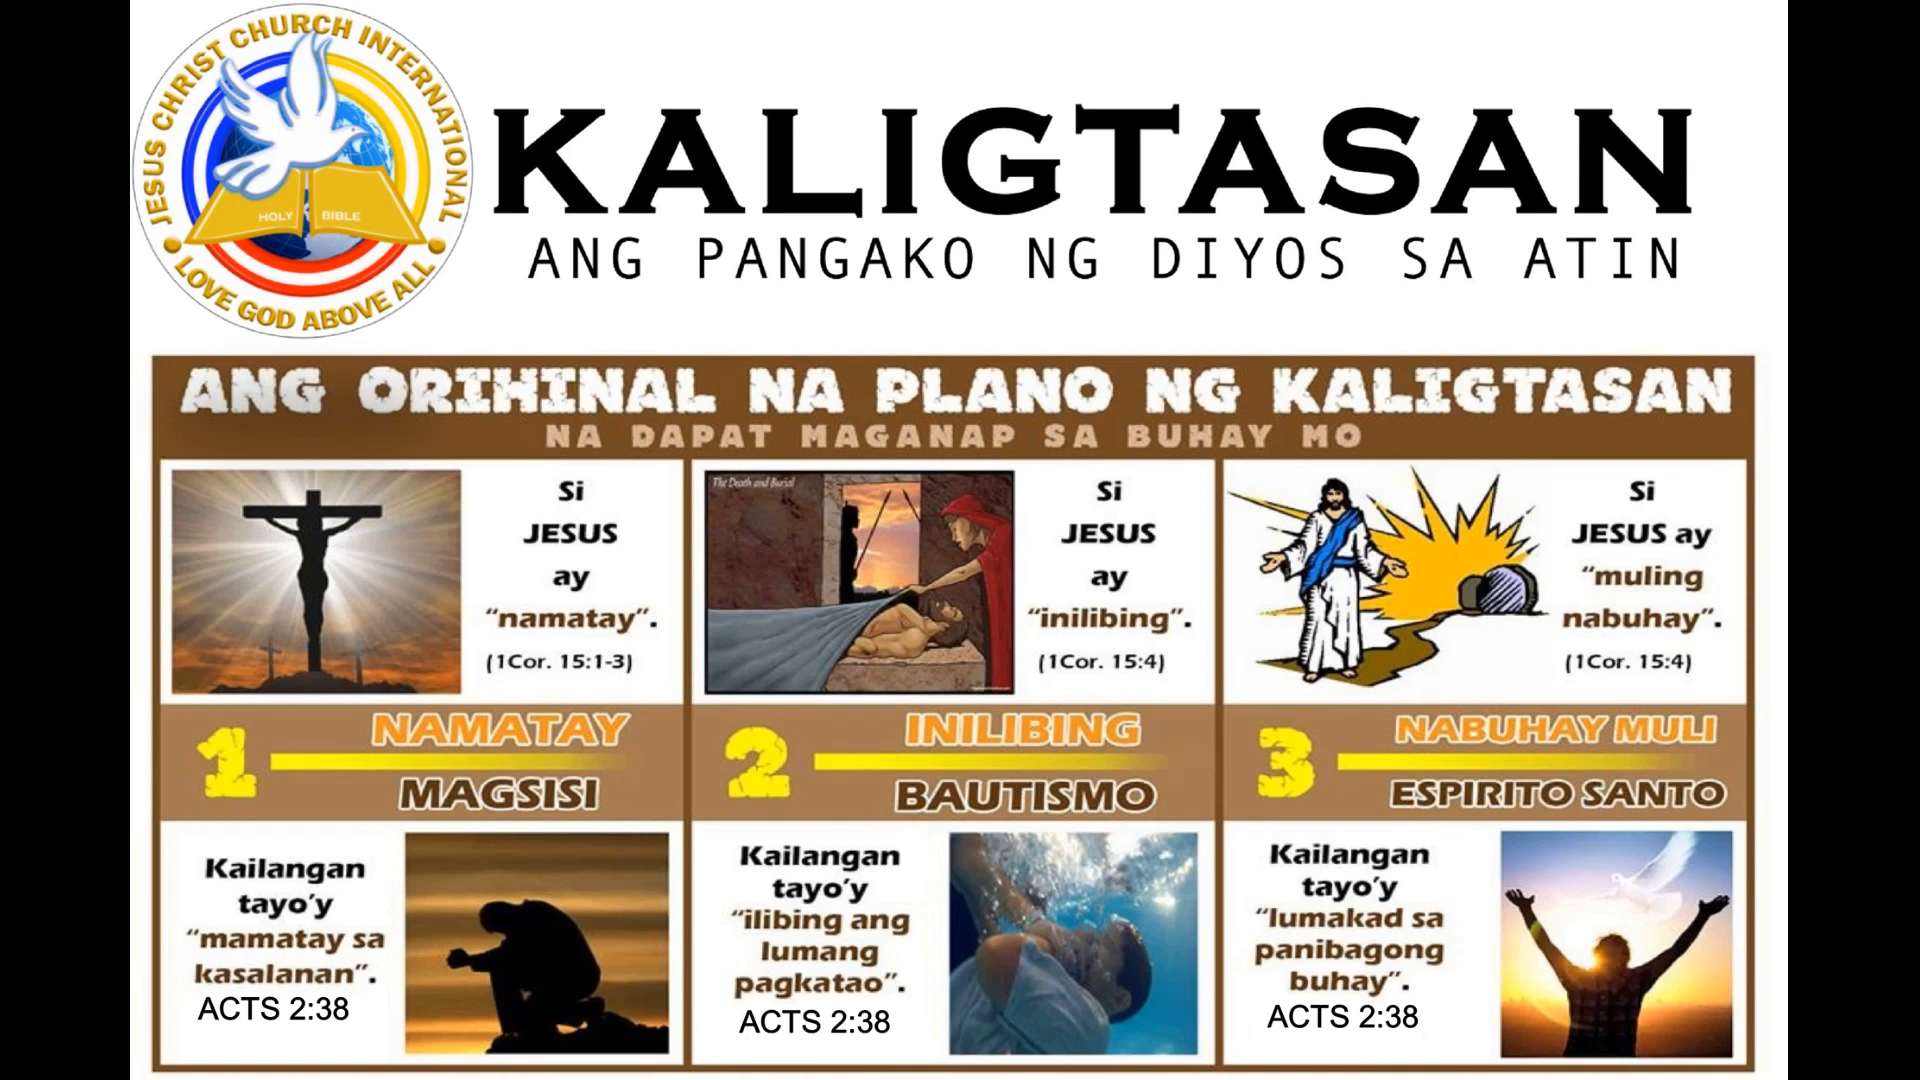 JESUS CHRIST CHURCH INTERNATIONAL
HOLY BIBLE
LOVE GOD ABOVE ALL
KALIGTASAN
ANG PANGAKO NG DIYOS SA ATIN
ANG ORIHINAL NA PLANO NG KALIGTASAN
NA DAPAT MAGANAP SA BUHAY MO
Si
JESUS
ay
“namatay”.
(1Cor. 15:1-3)
The Death and Burial
Si
JESUS
ay
“inilibing”.
(1Cor. 15:4)
Si
JESUS ay
“muling
nabuhay”.
(1Cor. 15:4)
1
NAMATAY
MAGSISI
2
INILIBING
BAUTISMO
3
NABUHAY MULI
ESPIRITO SANTO
Kailangan
tayo’y
“mamatay sa
kasalanan”.
ACTS 2:38
Kailangan
tayo’y
“ilibing ang
lumang
pagkatao”.
ACTS 2:38
Kailangan
tayo’y
“lumakad sa
panibagong
buhay”.
ACTS 2:38